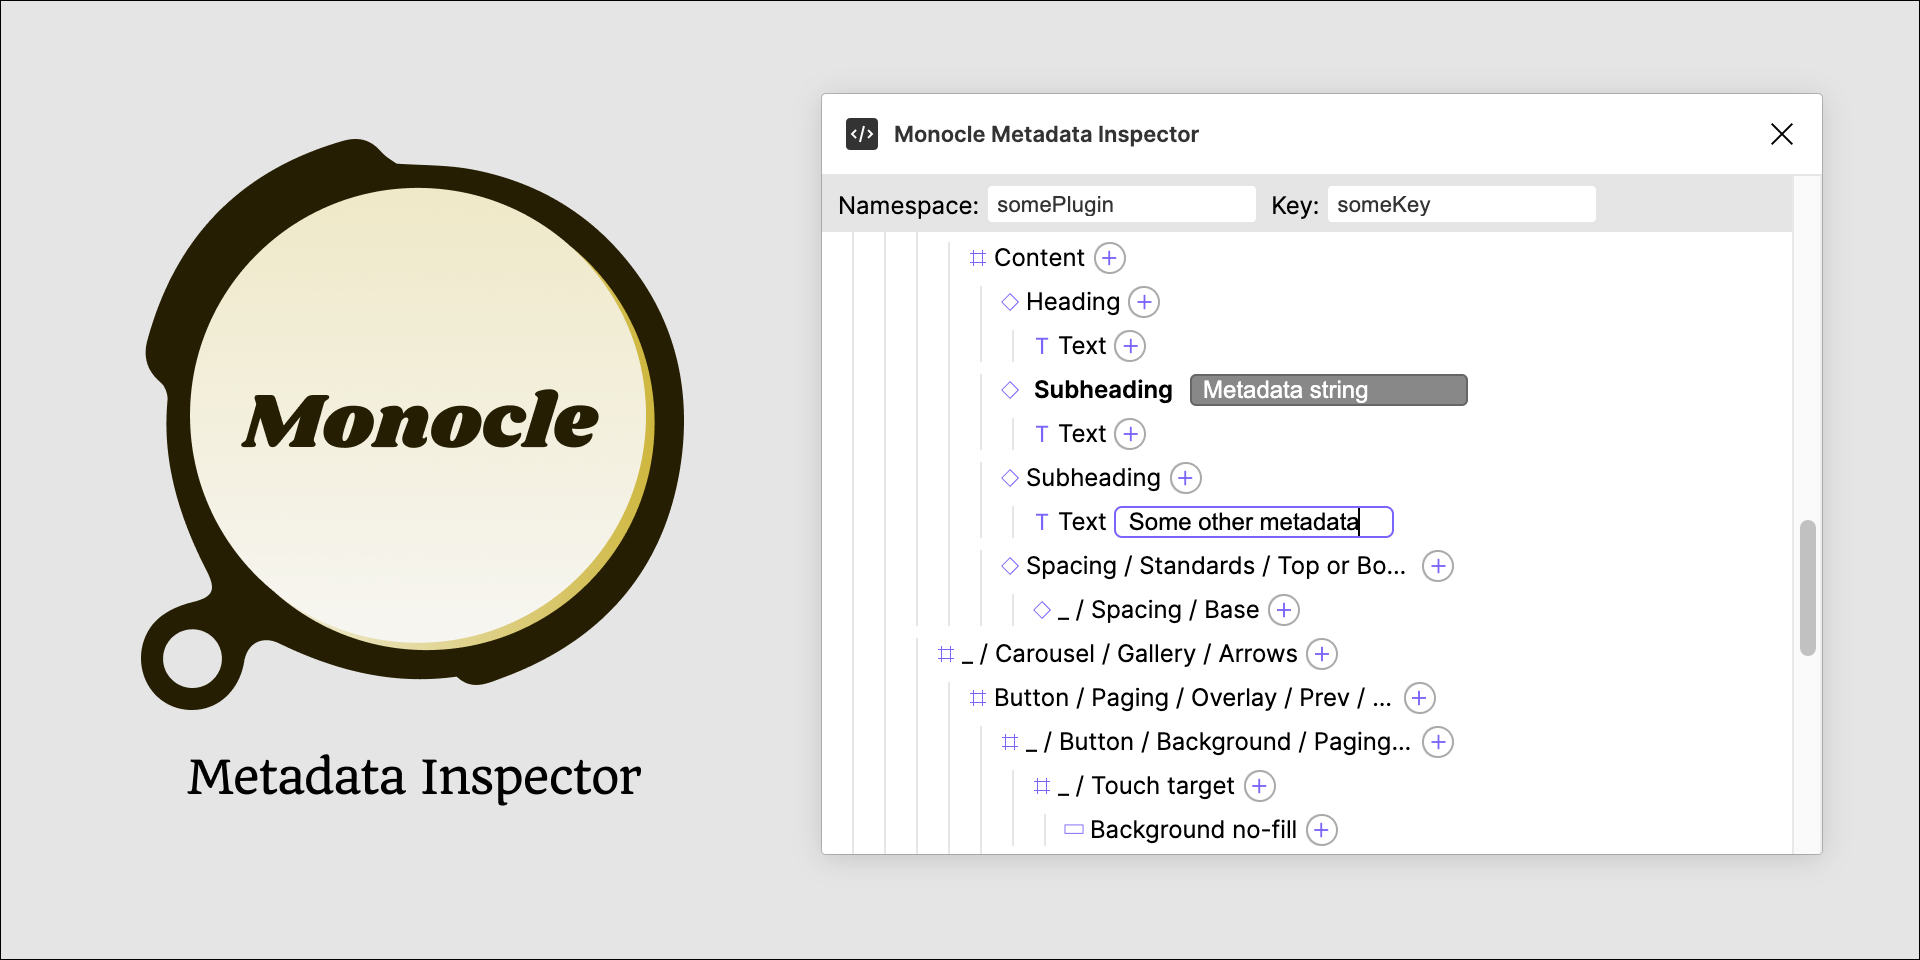 Monocle
Metadata Inspector
</> Monocle Metadata Inspector
Namespace: somePlugin Key: someKey
Content
Heading
T Text
Subheading Metadata string
T Text
Subheading
T Text Some other metadata
Spacing / Standards / Top or Bo...
_ / Spacing / Base
_ / Carousel / Gallery / Arrows
Button / Paging / Overlay / Prev / ...
_ / Button / Background / Paging...
_ / Touch target
Background no-fill